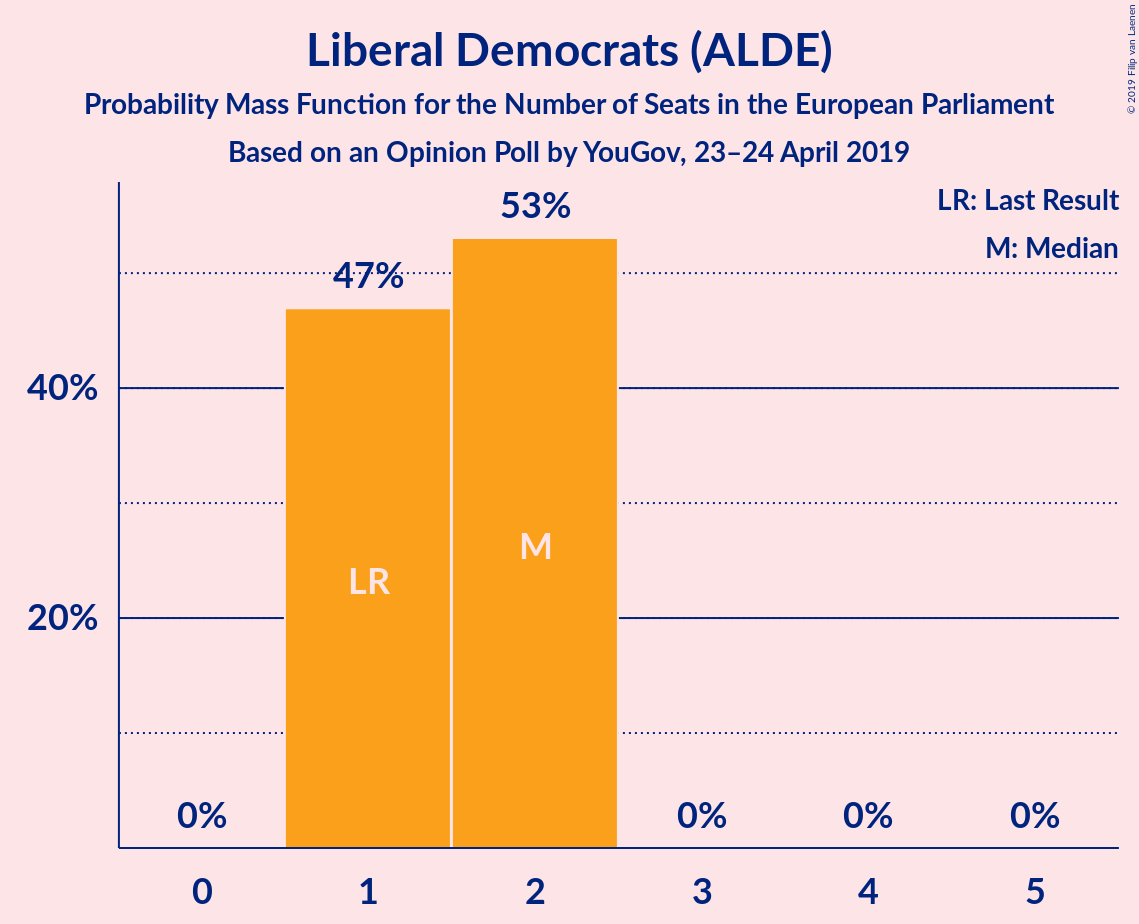 Liberal Democrats (ALDE)
Probability Mass Function for the Number of Seats in the European Parliament
Based on an Opinion Poll by YouGov, 23–24 April 2019
© 2019 Filip van Laenen
LR: Last Result
M: Median
53%
47%
40%
M
LR
20%
0%
0%
0%
0%
0
1
2
3
4
5